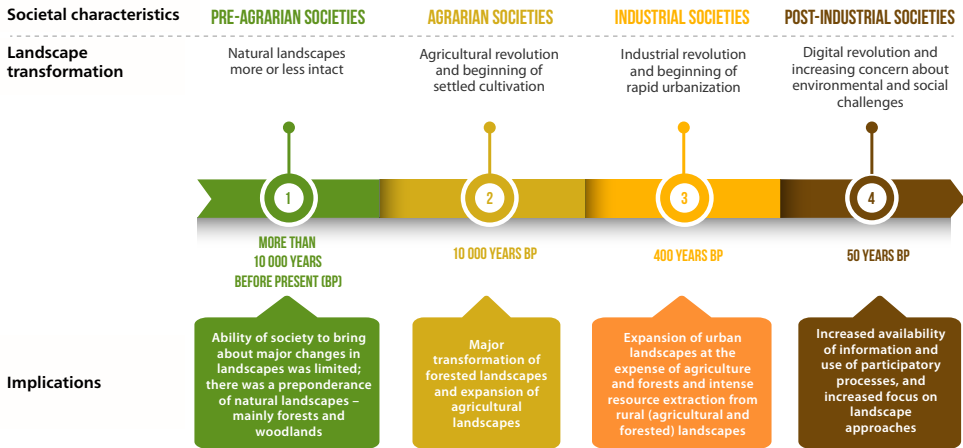 Societal characteristics
PRE-AGRARIAN SOCIETIES
AGRARIAN SOCIETIES
INDUSTRIAL SOCIETIES
POST-INDUSTRIAL SOCIETIES
Landscape
transformation
Natural landscapes
more or less intact
Agricultural revolution
and beginning of
settled cultivation
Industrial revolution
and beginning of
rapid urbanization
Digital revolution and
increasing concern about
environmental and social
challenges
1
2
3
4
MORE THAN
10 000 YEARS
BEFORE PRESENT (BP)
10 000 YEARS BP
400 YEARS BP
50 YEARS BP
Implications
Ability of society to bring
about major changes in
landscapes was limited;
there was a preponderance
of natural landscapes –
mainly forests and
woodlands
Major
transformation of
forested landscapes
and expansion of
agricultural
landscapes
Expansion of urban
landscapes at the
expense of agriculture
and forests and intense
resource extraction from
rural (agricultural and
forested) landscapes
Increased availability
of information and
use of participatory
processes, and
increased focus on
landscape
approaches